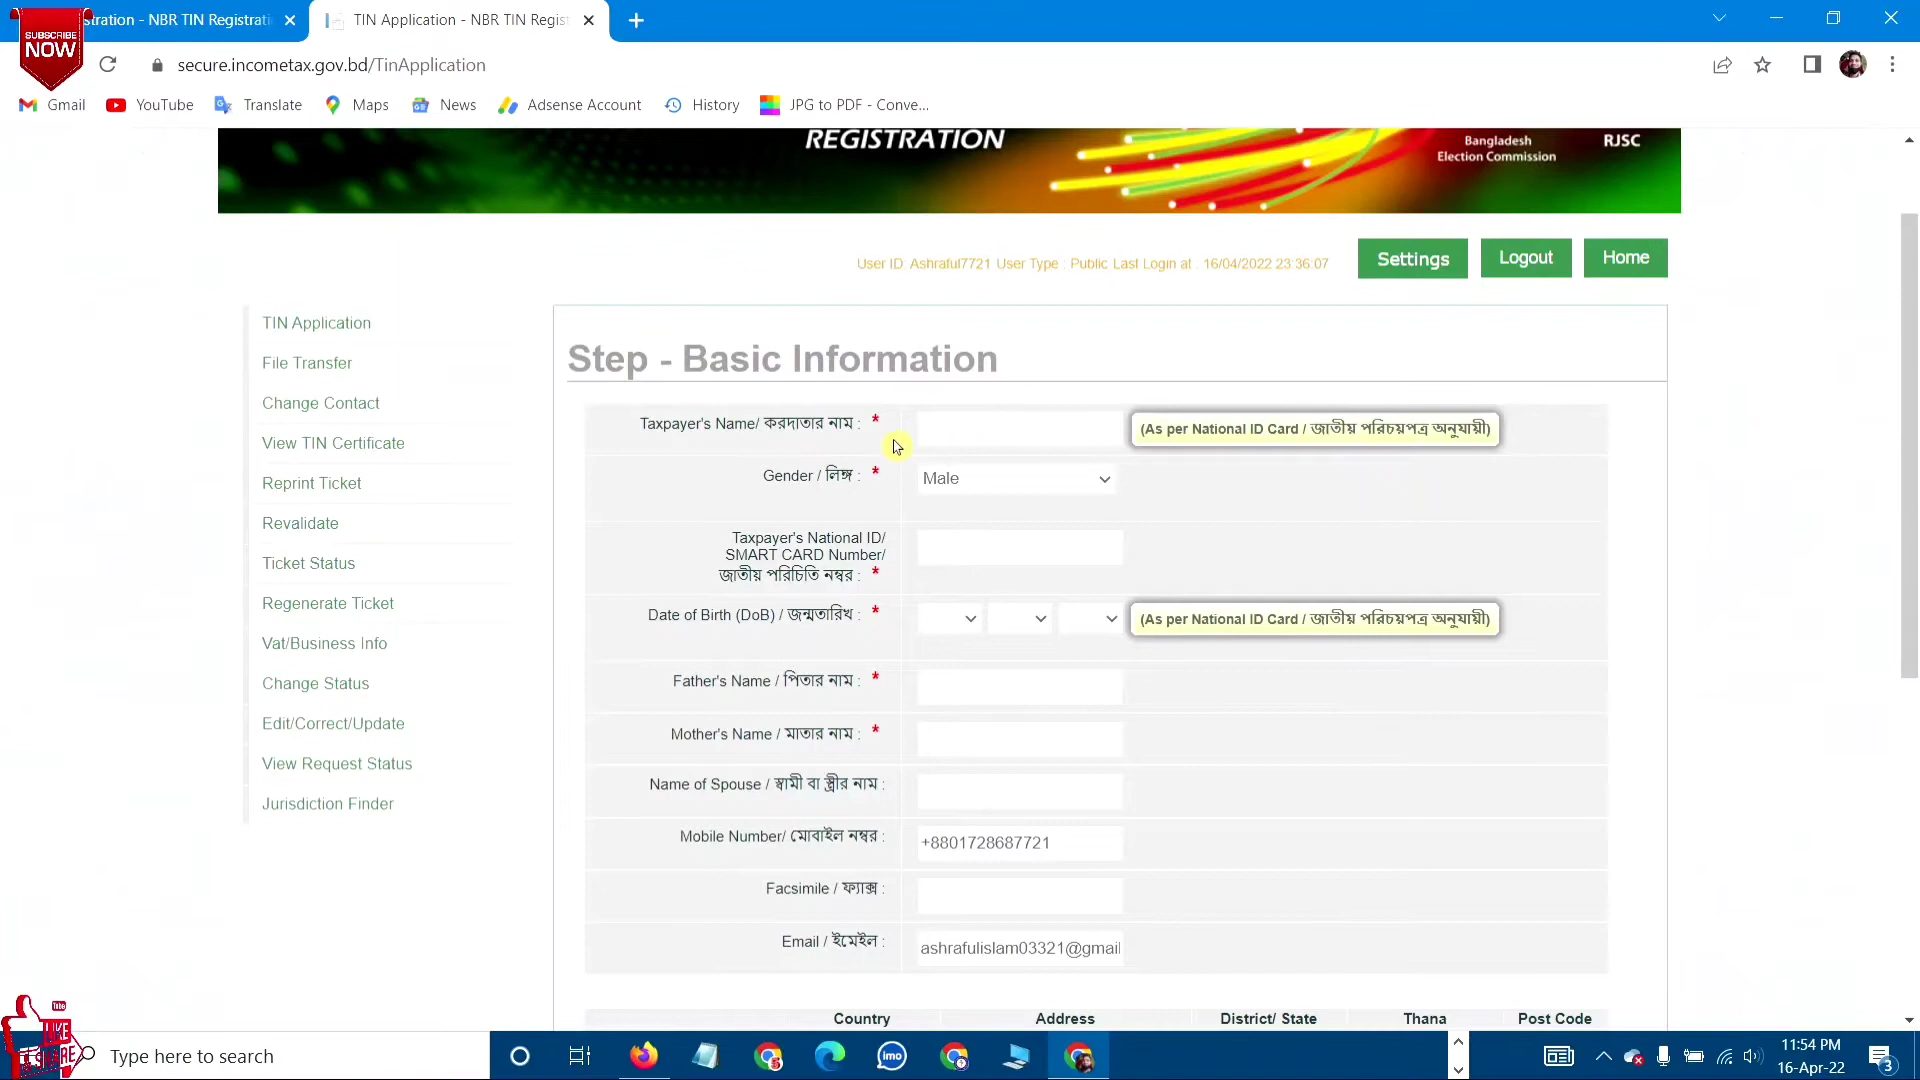 stration - NBR TIN Registrati
TIN Application - NBR TIN Regist
SUBSCRIBE
NOW
secure.incometax.gov.bd/TinApplication
Gmail
YouTube
Translate
Maps
News
Adsense Account
History
JPG to PDF - Conve...
REGISTRATION
Bangladesh
Election Commission
RJSC
User ID: Ashraful7721 User Type : Public Last Login at : 16/04/2022 23:36:07
Settings
Logout
Home
TIN Application
File Transfer
Change Contact
View TIN Certificate
Reprint Ticket
Revalidate
Ticket Status
Regenerate Ticket
Vat/Business Info
Change Status
Edit/Correct/Update
View Request Status
Jurisdiction Finder
Step - Basic Information
Taxpayer's Name/ করদাতার নাম : *
(As per National ID Card / জাতীয় পরিচয়পত্র অনুযায়ী)
Gender / লিঙ্গ : *
Male
Taxpayer's National ID/
SMART CARD Number/
জাতীয় পরিচিতি নম্বর : *
Date of Birth (DoB) / জন্মতারিখ : *
(As per National ID Card / জাতীয় পরিচয়পত্র অনুযায়ী)
Father's Name / পিতার নাম : *
Mother's Name / মাতার নাম : *
Name of Spouse / স্বামী বা স্ত্রীর নাম :
Mobile Number/ মোবাইল নম্বর :
+8801728687721
Facsimile / ফ্যাক্স :
Email / ইমেইল :
ashrafulislam03321@gmail
Country
Address
District/ State
Thana
Post Code
LIKE
SHARE
Type here to search
imo
11:54 PM
16-Apr-22
3